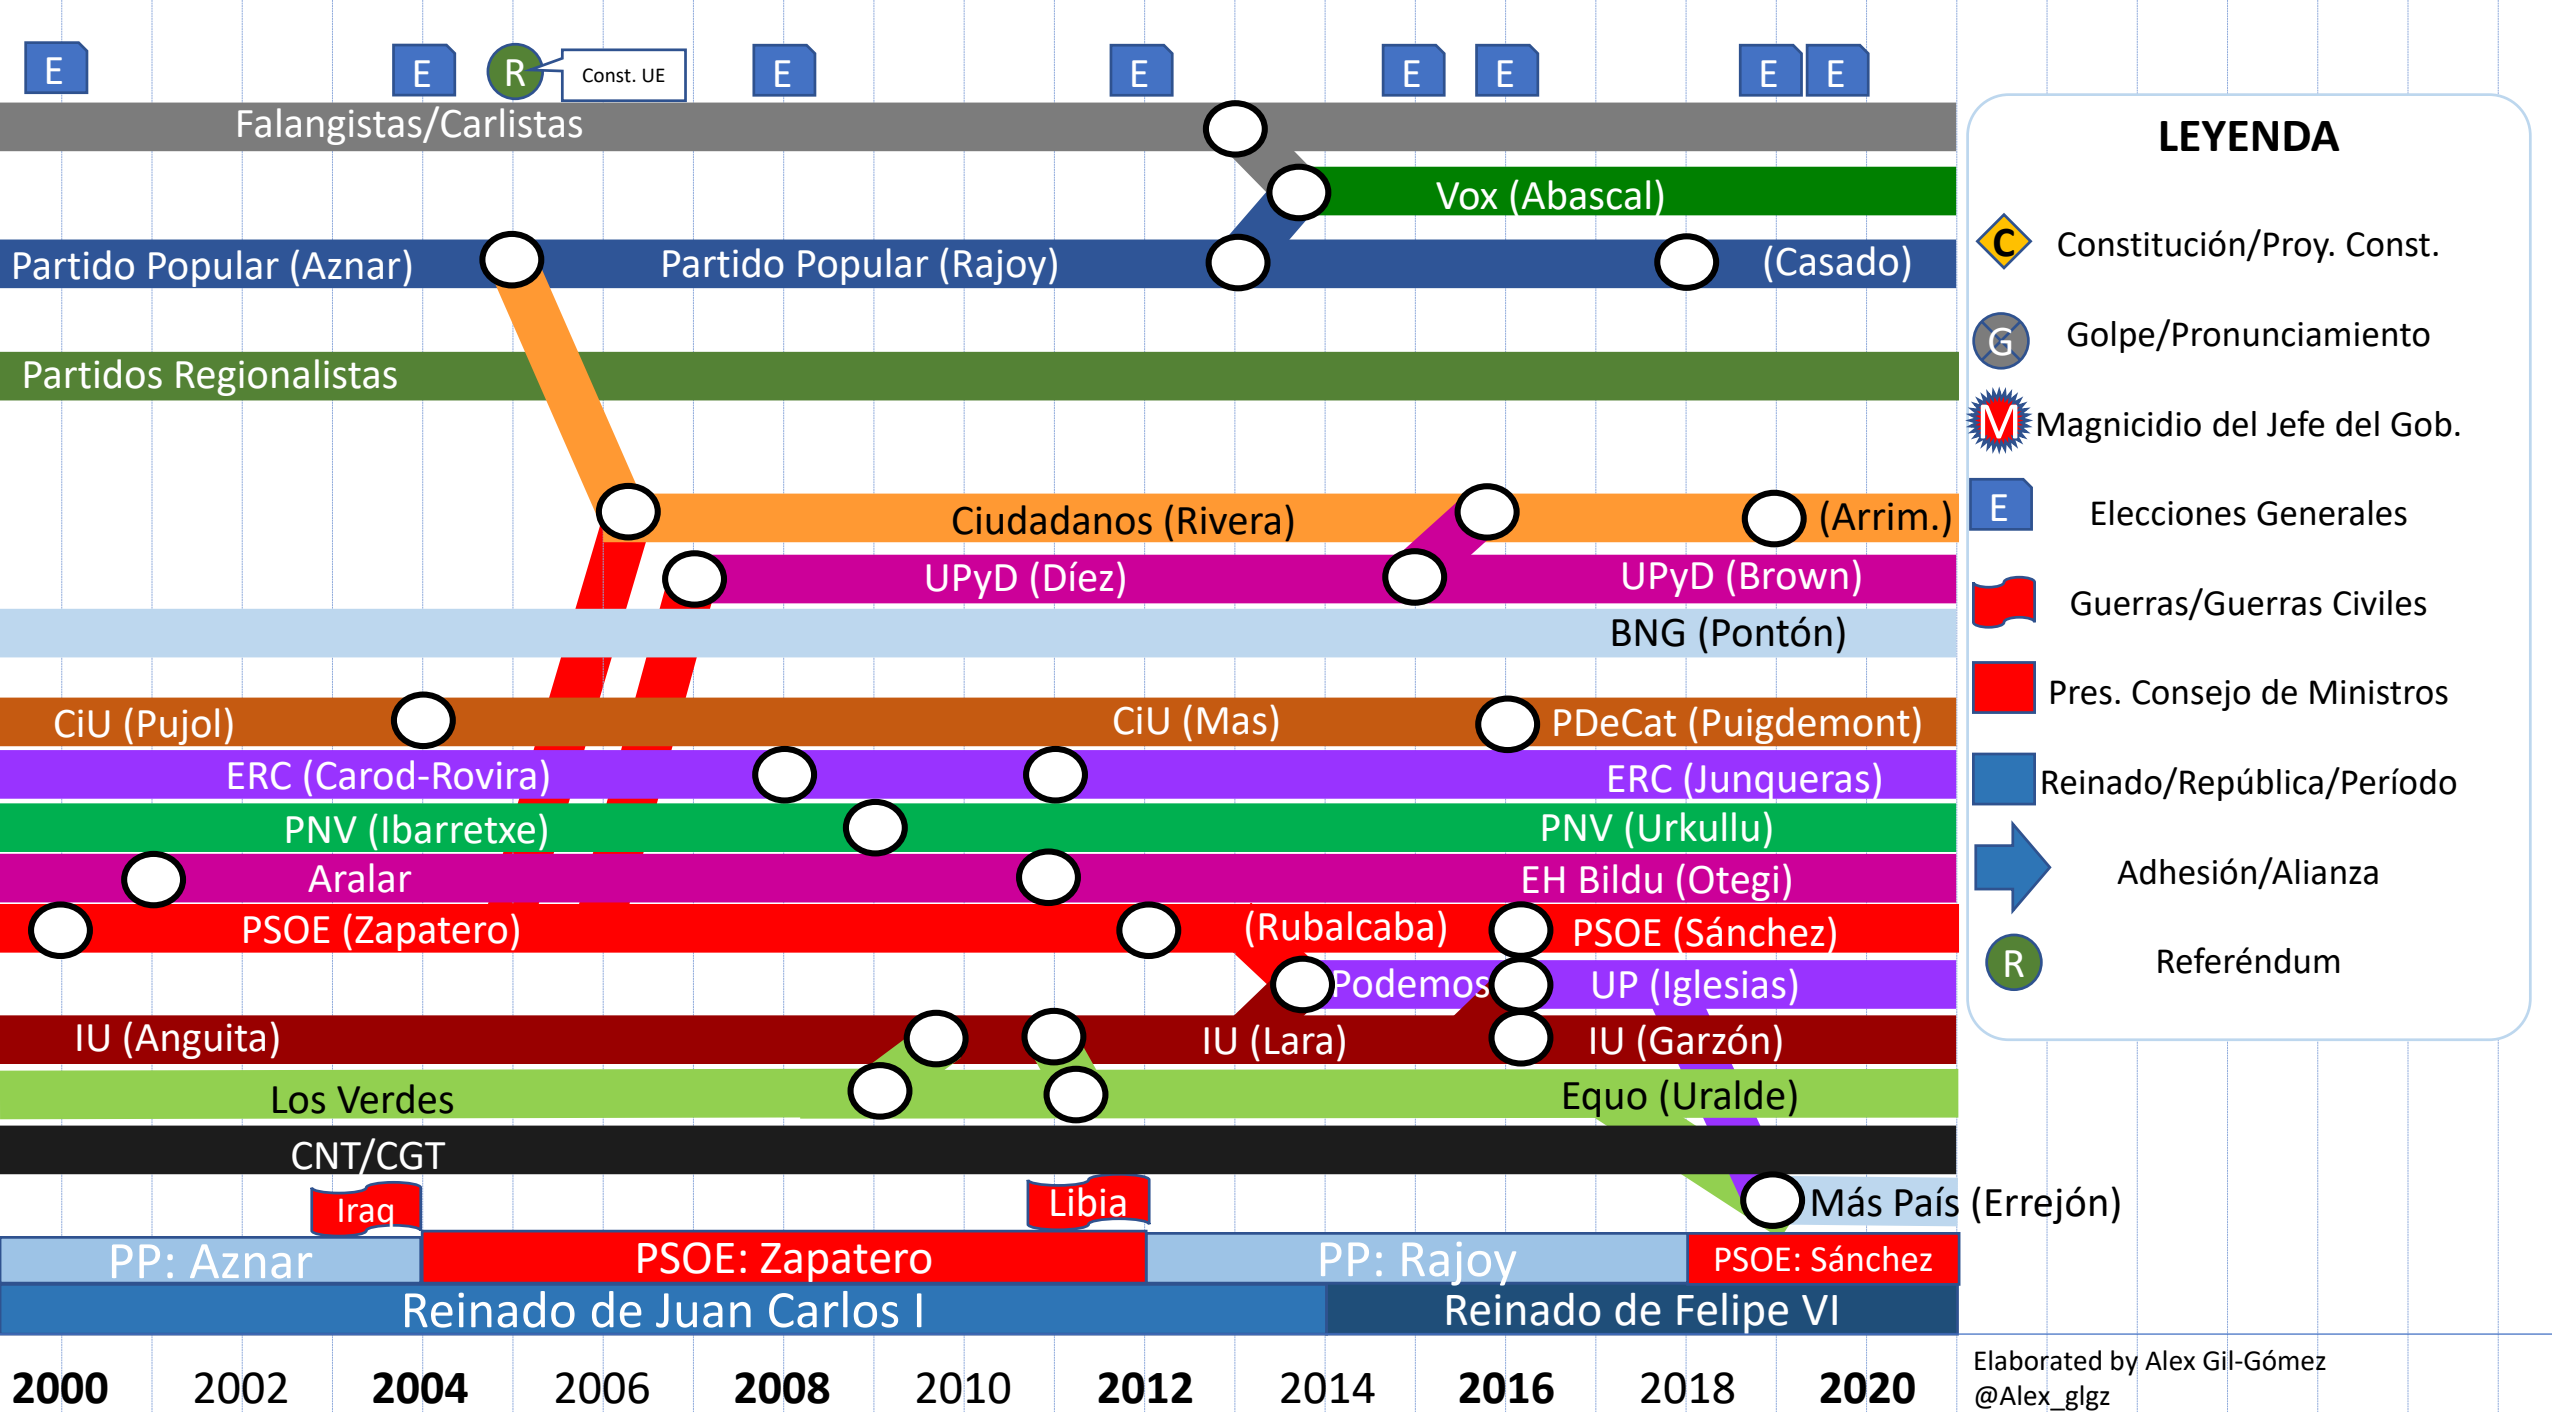 E E R Const. UE E E E E E E
Falangistas/Carlistas
Vox (Abascal)
Partido Popular (Aznar) Partido Popular (Rajoy) (Casado)
Partidos Regionalistas
Ciudadanos (Rivera) (Arrim.)
UPyD (Díez) UPyD (Brown)
BNG (Pontón)
CiU (Pujol) CiU (Mas) PDeCat (Puigdemont)
ERC (Carod-Rovira) ERC (Junqueras)
PNV (Ibarretxe) PNV (Urkullu)
Aralar EH Bildu (Otegi)
PSOE (Zapatero) (Rubalcaba) PSOE (Sánchez)
Podemos UP (Iglesias)
IU (Anguita) IU (Lara) IU (Garzón)
Los Verdes Equo (Uralde)
CNT/CGT
Iraq Libia Más País (Errejón)
PP: Aznar PSOE: Zapatero PP: Rajoy PSOE: Sánchez
Reinado de Juan Carlos I Reinado de Felipe VI
2000 2002 2004 2006 2008 2010 2012 2014 2016 2018 2020
LEYENDA
C Constitución/Proy. Const.
G Golpe/Pronunciamiento
M Magnicidio del Jefe del Gob.
E Elecciones Generales
Guerras/Guerras Civiles
Pres. Consejo de Ministros
Reinado/República/Período
Adhesión/Alianza
R Referéndum
Elaborated by Alex Gil-Gómez
@Alex_glgz